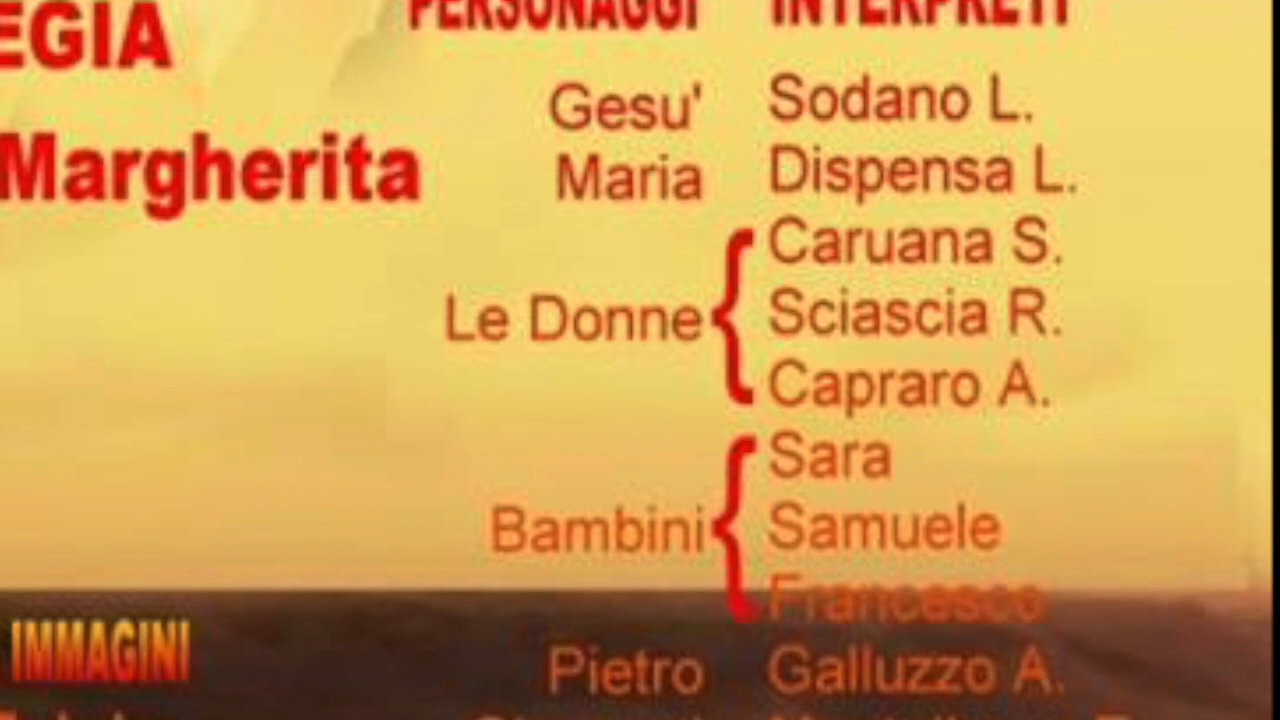 PERSONAGGI INTERPRETI
EGIA
Gesu' Sodano L.
Margherita
Maria Dispensa L.
Caruana S.
Le Donne Sciascia R.
Capraro A.
Sara
Bambini Samuele
Francesco
IMMAGINI
Pietro Galluzzo A.